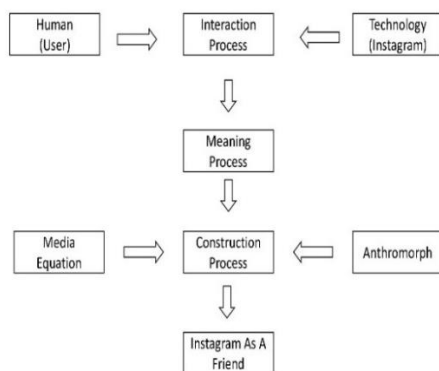 Human
(User)
Interaction
Process
Technology
(Instagram)
Meaning
Process
Media
Equation
Construction
Process
Anthromorph
Instagram As A
Friend